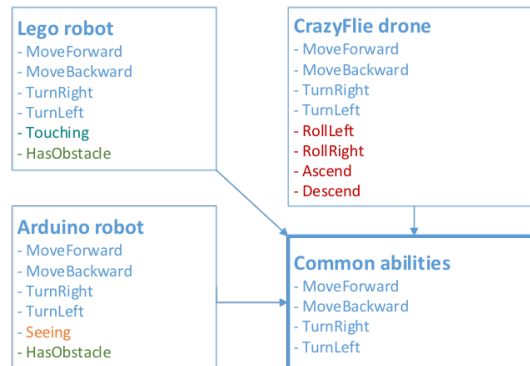 Lego robot
- MoveForward
- MoveBackward
- TurnRight
- TurnLeft
- Touching
- HasObstacle
CrazyFlie drone
- MoveForward
- MoveBackward
- TurnRight
- TurnLeft
- RollLeft
- RollRight
- Ascend
- Descend
Arduino robot
- MoveForward
- MoveBackward
- TurnRight
- TurnLeft
- Seeing
- HasObstacle
Common abilities
- MoveForward
- MoveBackward
- TurnRight
- TurnLeft